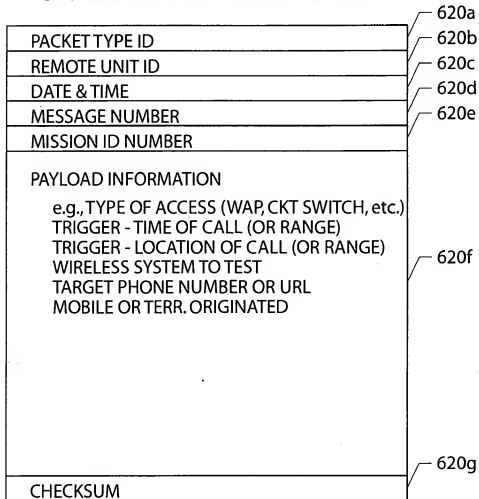 620a
PACKET TYPE ID
620b
REMOTE UNIT ID
620c
DATE & TIME
620d
MESSAGE NUMBER
620e
MISSION ID NUMBER
PAYLOAD INFORMATION
e.g., TYPE OF ACCESS (WAP, CKT SWITCH, etc.)
TRIGGER - TIME OF CALL (OR RANGE)
TRIGGER - LOCATION OF CALL (OR RANGE)
WIRELESS SYSTEM TO TEST
TARGET PHONE NUMBER OR URL
MOBILE OR TERR. ORIGINATED
620f
620g
CHECKSUM